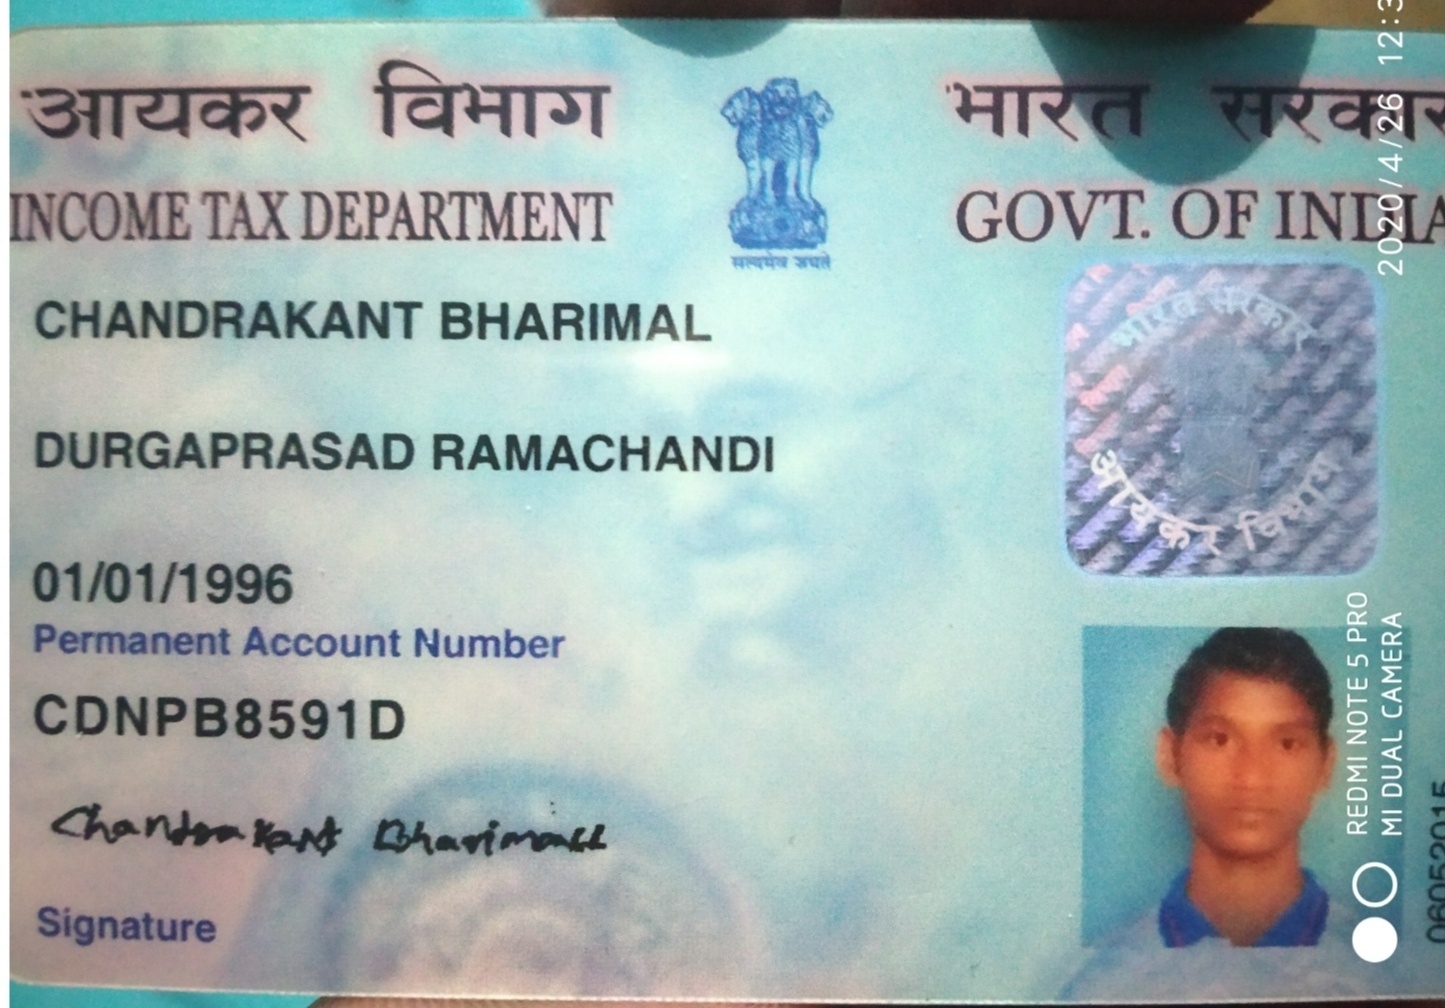 आयकर विभाग
INCOME TAX DEPARTMENT
सत्यमेव जयते
भारत सरकार
GOVT. OF INDIA
CHANDRAKANT BHARIMAL
DURGAPRASAD RAMACHANDI
01/01/1996
Permanent Account Number
CDNPB8591D
Chandrakant Bharimall
Signature
भारत सरकार
आयकर विभाग
06052015
2020/4/26 12:3
REDMI NOTE 5 PRO
MI DUAL CAMERA